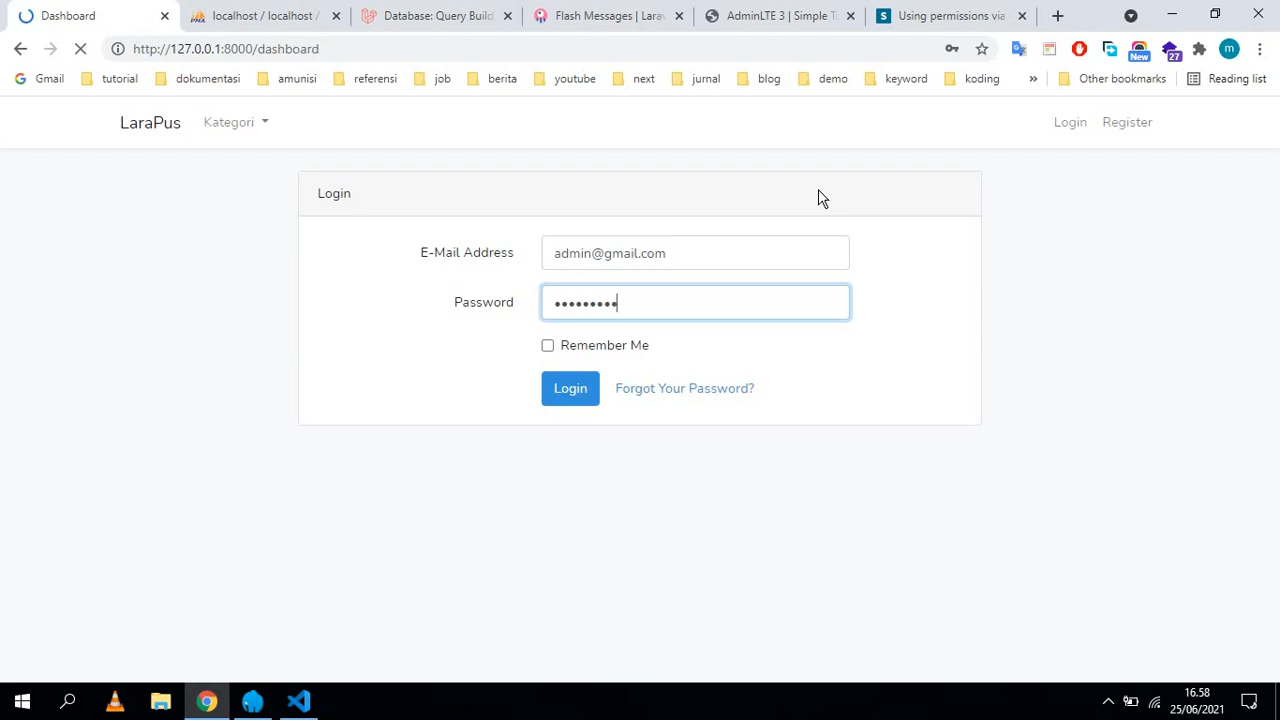 Dashboard
localhost / localhost /
Database: Query Build
Flash Messages | Lara
AdminLTE 3 | Simple T
Using permissions via
http://127.0.0.1:8000/dashboard
New
27
m
Gmail
tutorial
dokumentasi
amunisi
referensi
job
berita
youtube
next
jurnal
blog
demo
keyword
koding
»
Other bookmarks
Reading list
LaraPus
Kategori
Login
Register
Login
E-Mail Address
admin@gmail.com
Password
•••••••••
Remember Me
Login
Forgot Your Password?
16.58
25/06/2021